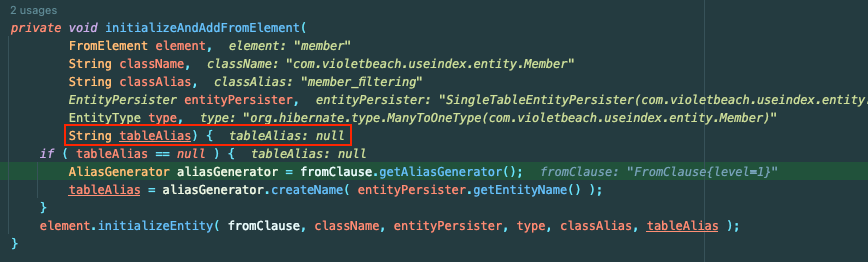 2 usages
private void initializeAndAddFromElement(
FromElement element, element: "member"
String className, className: "com.violetbeach.useindex.entity.Member"
String classAlias, classAlias: "member_filtering"
EntityPersister entityPersister, entityPersister: "SingleTableEntityPersister(com.violetbeach.useindex.entity.
EntityType type, type: "org.hibernate.type.ManyToOneType(com.violetbeach.useindex.entity.Member)"
String tableAlias) { tableAlias: null
if ( tableAlias == null ) { tableAlias: null
AliasGenerator aliasGenerator = fromClause.getAliasGenerator(); fromClause: "FromClause{level=1}"
tableAlias = aliasGenerator.createName( entityPersister.getEntityName() );
}
element.initializeEntity( fromClause, className, entityPersister, type, classAlias, tableAlias );
}